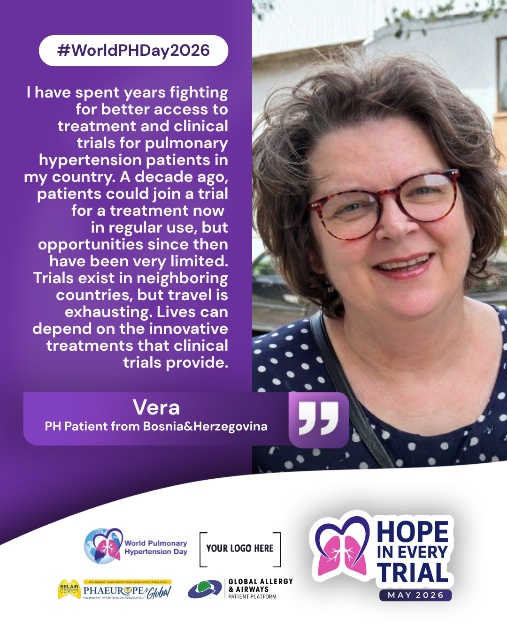 #WorldPHDay2026
I have spent years fighting
for better access to
treatment and clinical
trials for pulmonary
hypertension patients in
my country. A decade ago,
patients could join a trial
for a treatment now
in regular use, but
opportunities since then
have been very limited.
Trials exist in neighboring
countries, but travel is
exhausting. Lives can
depend on the innovative
treatments that clinical
trials provide.
Vera
PH Patient from Bosnia&Herzegovina
World Pulmonary
Hypertension Day
YOUR LOGO HERE
HOPE
IN EVERY
TRIAL
MAY 2026
PHAEUROPE
Global
GLOBAL ALLERGY
& AIRWAYS
PATIENT PLATFORM